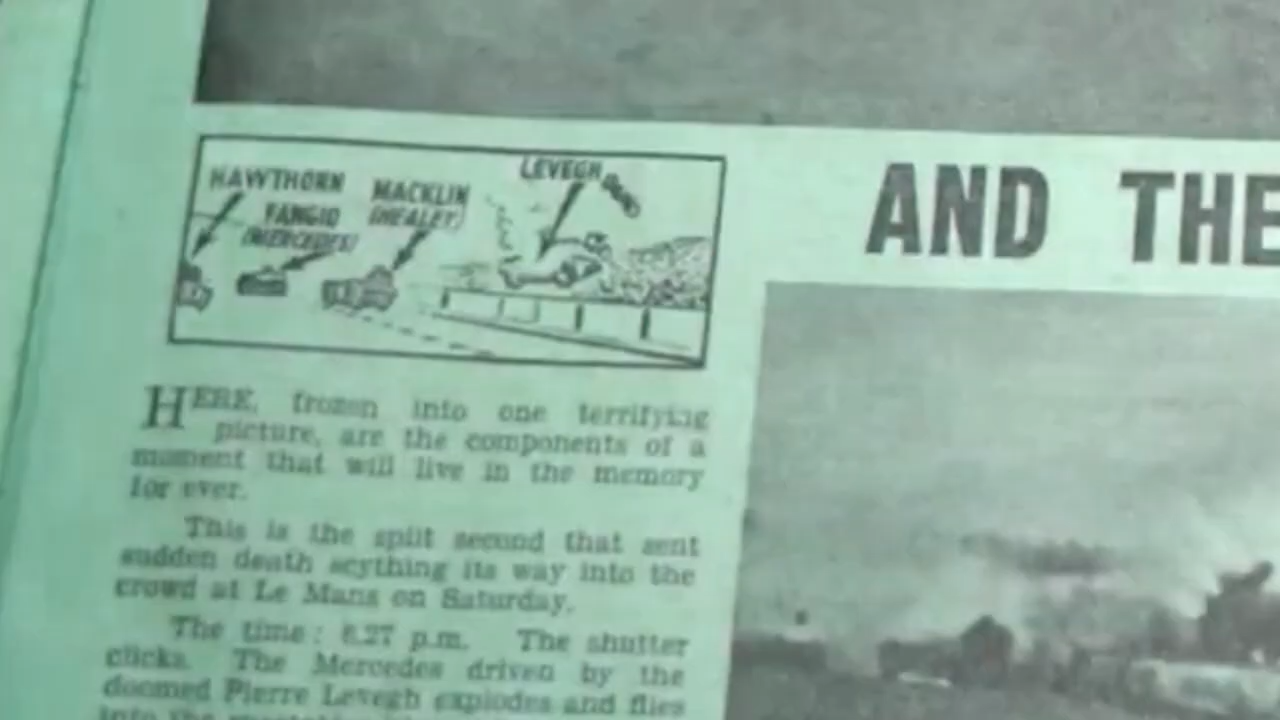 HAWTHORN
FANGIO
(MERCEDES)
MACKLIN
(HEALEY)
LEVEGH
AND THE
HERE, frozen into one terrifying
picture, are the components of a
moment that will live in the memory
for ever.
This is the split second that sent
sudden death scything its way into the
crowd at Le Mans on Saturday.
The time: 6.27 p.m. The shutter
clicks. The Mercedes driven by the
doomed Pierre Levegh explodes and flies
into the